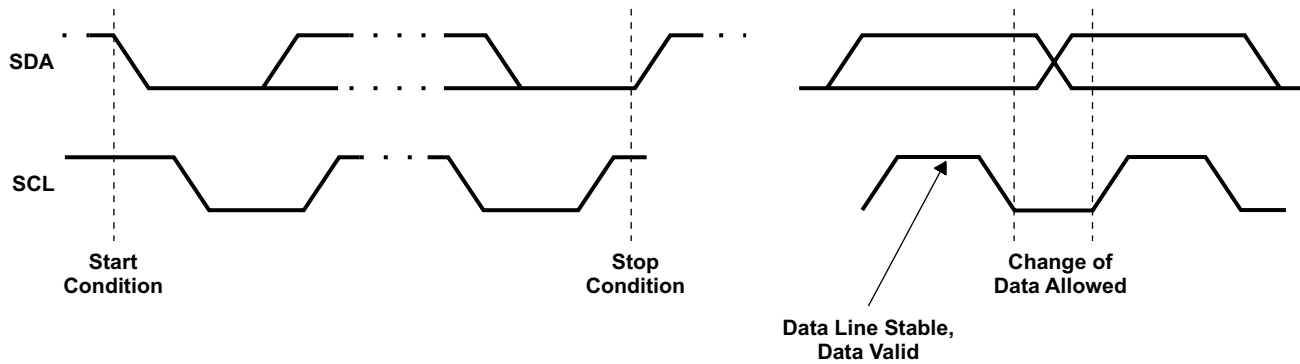 SDA
SCL
Start
Condition
Stop
Condition
Change of
Data Allowed
Data Line Stable,
Data Valid